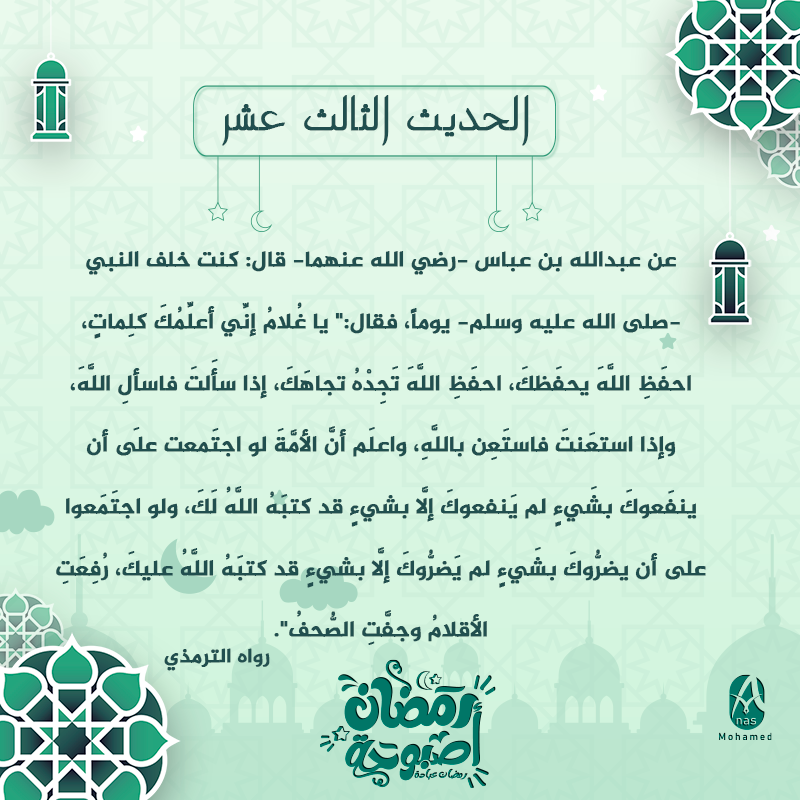 الحديث الثالث عشر
عن عبدالله بن عباس -رضي الله عنهما- قال: كنت خلف النبي
-صلى الله عليه وسلم- يوماً، فقال:" يا غُلامُ إنِّي أعلِّمُكَ كلِماتٍ،
احفَظِ اللَّهَ يحفَظكَ، احفَظِ اللَّهَ تَجِدْهُ تجاهَكَ، إذا سأَلتَ فاسألِ اللَّهَ،
وإذا استعَنتَ فاستَعِن باللَّهِ، واعلَم أنَّ الأمَّةَ لو اجتَمعت علَى أن
ينفَعوكَ بشَيءٍ لم يَنفعوكَ إلَّا بشيءٍ قد كتبَهُ اللَّهُ لَكَ، ولو اجتَمَعوا
على أن يضرُّوكَ بشَيءٍ لم يَضرُّوكَ إلَّا بشيءٍ قد كتبَهُ اللَّهُ عليكَ، رُفِعَتِ
الأقلامُ وجفَّتِ الصُّحفُ".
رواه الترمذي
رمضان
أصبوحة
رمضان عبادة
nas
Mohamed